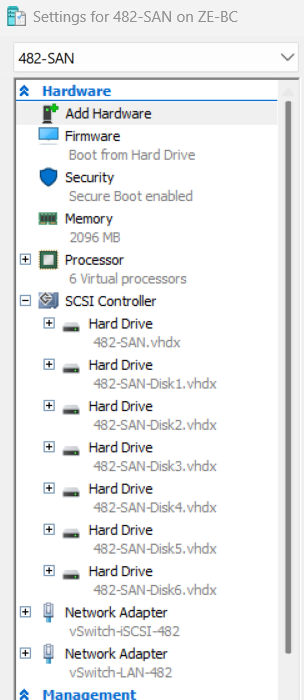 Settings for 482-SAN on ZE-BC
482-SAN
Hardware
Add Hardware
Firmware
Boot from Hard Drive
Security
Secure Boot enabled
Memory
2096 MB
Processor
6 Virtual processors
SCSI Controller
Hard Drive
482-SAN.vhdx
Hard Drive
482-SAN-Disk1.vhdx
Hard Drive
482-SAN-Disk2.vhdx
Hard Drive
482-SAN-Disk3.vhdx
Hard Drive
482-SAN-Disk4.vhdx
Hard Drive
482-SAN-Disk5.vhdx
Hard Drive
482-SAN-Disk6.vhdx
Network Adapter
vSwitch-iSCSI-482
Network Adapter
vSwitch-LAN-482
Management